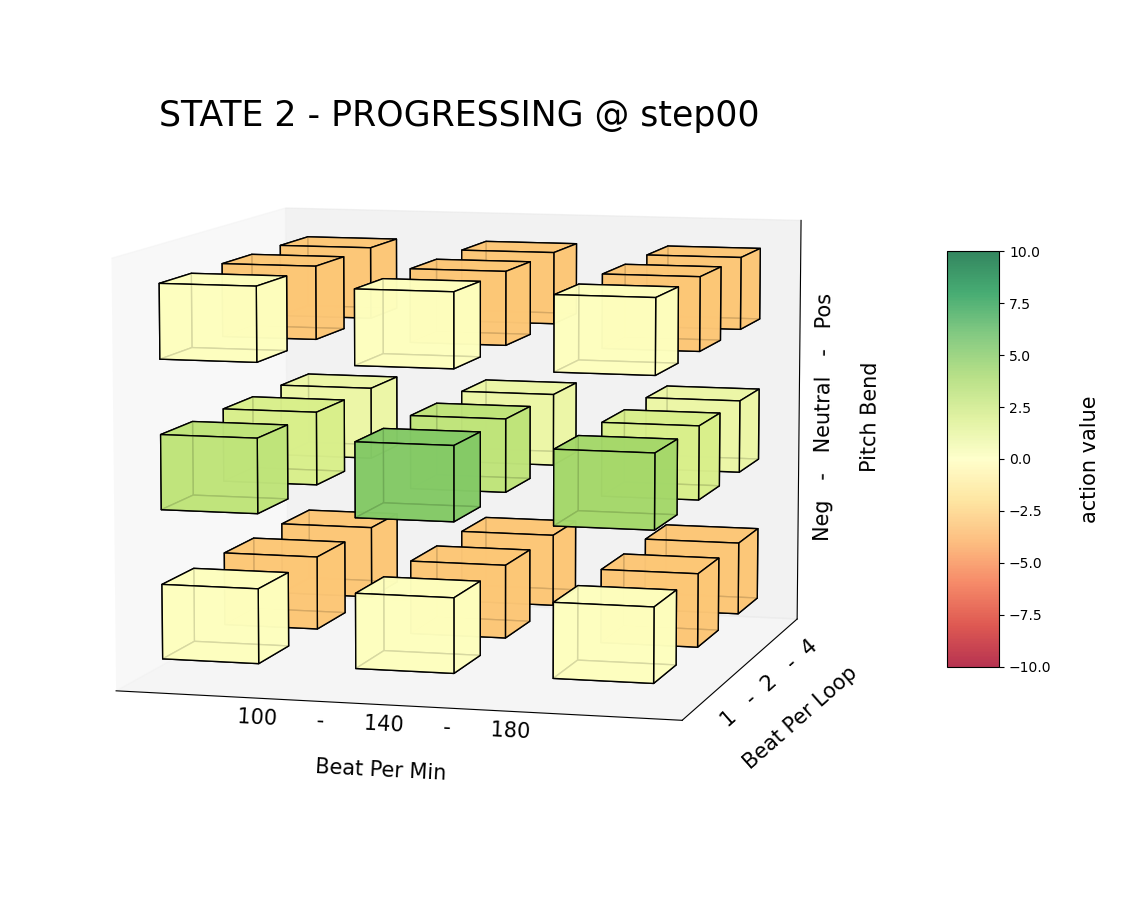 STATE 2 - PROGRESSING @ step00
Neg - Neutral - Pos
Pitch Bend
1 - 2 - 4
Beat Per Loop
100 - 140 - 180
Beat Per Min
10.0
7.5
5.0
2.5
0.0
−2.5
−5.0
−7.5
−10.0
action value